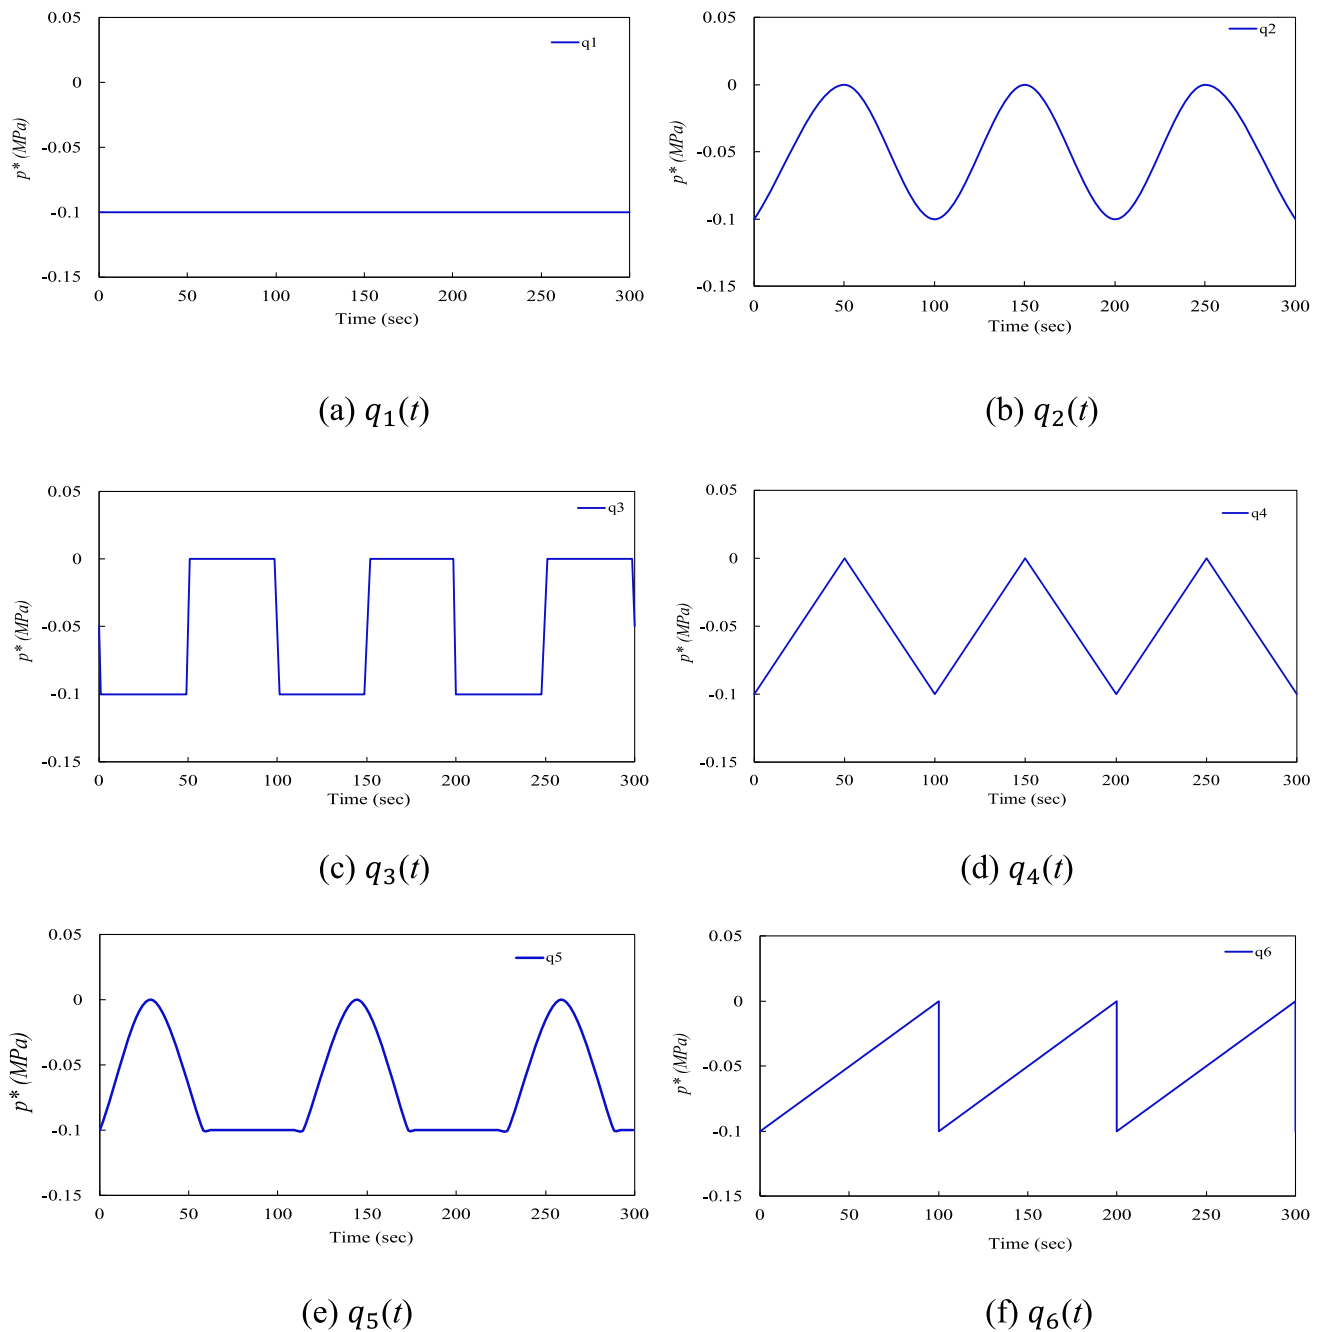 0.05
0
-0.05
-0.1
-0.15
p* (MPa)
q1
0 50 100 150 200 250 300
Time (sec)
(a) q₁(t)
0.05
0
-0.05
-0.1
-0.15
p* (MPa)
q2
0 50 100 150 200 250 300
Time (sec)
(b) q₂(t)
0.05
0
-0.05
-0.1
-0.15
p* (MPa)
q3
0 50 100 150 200 250 300
Time (sec)
(c) q₃(t)
0.05
0
-0.05
-0.1
-0.15
p* (MPa)
q4
0 50 100 150 200 250 300
Time (sec)
(d) q₄(t)
0.05
0
-0.05
-0.1
-0.15
p* (MPa)
q5
0 50 100 150 200 250 300
Time (sec)
(e) q₅(t)
0.05
0
-0.05
-0.1
-0.15
p* (MPa)
q6
0 50 100 150 200 250 300
Time (sec)
(f) q₆(t)